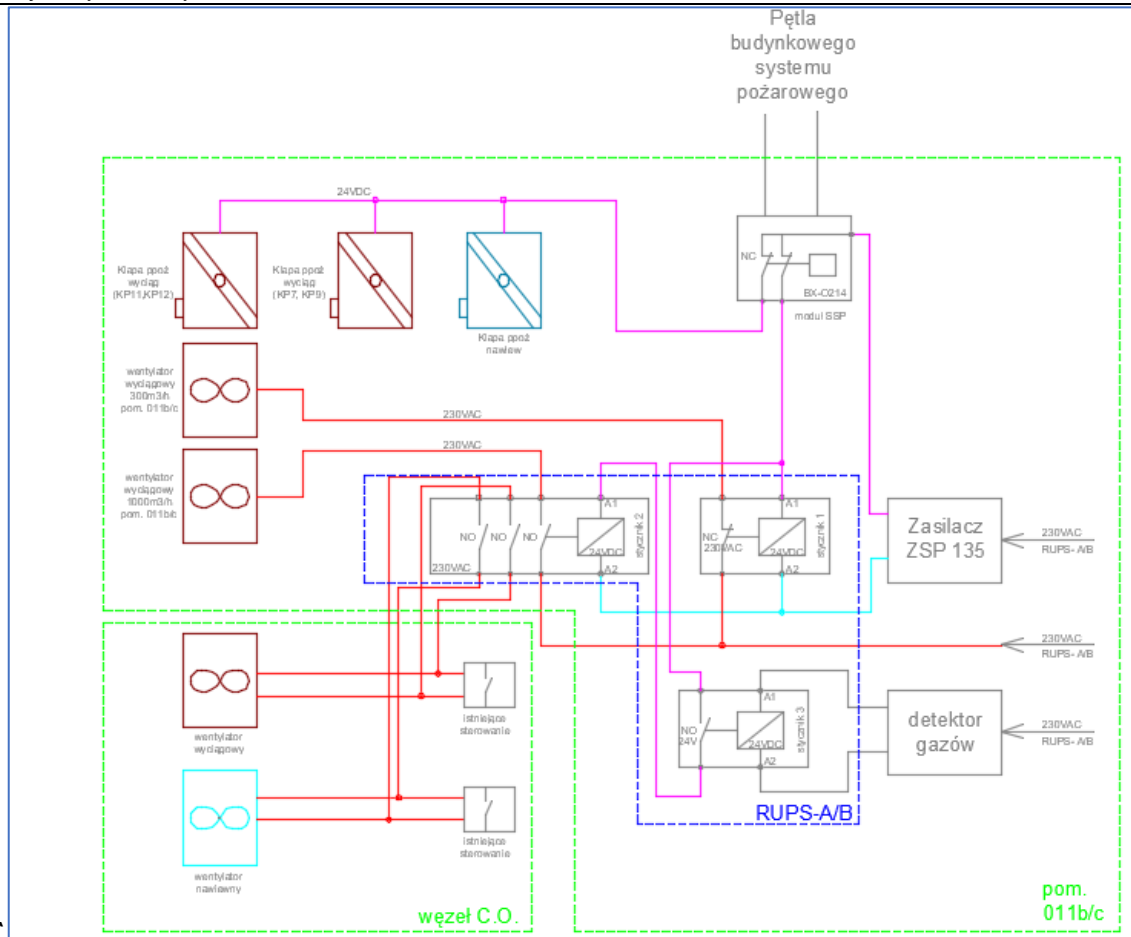 Pętla
budynkowego
systemu
pożarowego
24VDC
Klapa ppoż
wyciąg
(KP11,KP12)
Klapa ppoż
wyciąg
(KP7, KP9)
Klapa ppoż
nawiew
NC
BX-O214
moduł SSP
wentylator
wyciągowy
300m3/h
pom. 011b/c
230VAC
wentylator
wyciągowy
1000m3/h
pom. 011b/c
230VAC
NO
NO
NO
230VAC
A1
24VDC
A2
stycznik 2
NC
230VAC
A1
24VDC
A2
stycznik 1
Zasilacz
ZSP 135
230VAC
RUPS-A/B
230VAC
RUPS-A/B
wentylator
wyciągowy
istniejące
sterowanie
NO
24V
A1
24VDC
A2
stycznik 3
detektor
gazów
230VAC
RUPS-A/B
RUPS-A/B
wentylator
nawiewny
istniejące
sterowanie
węzeł C.O.
pom.
011b/c